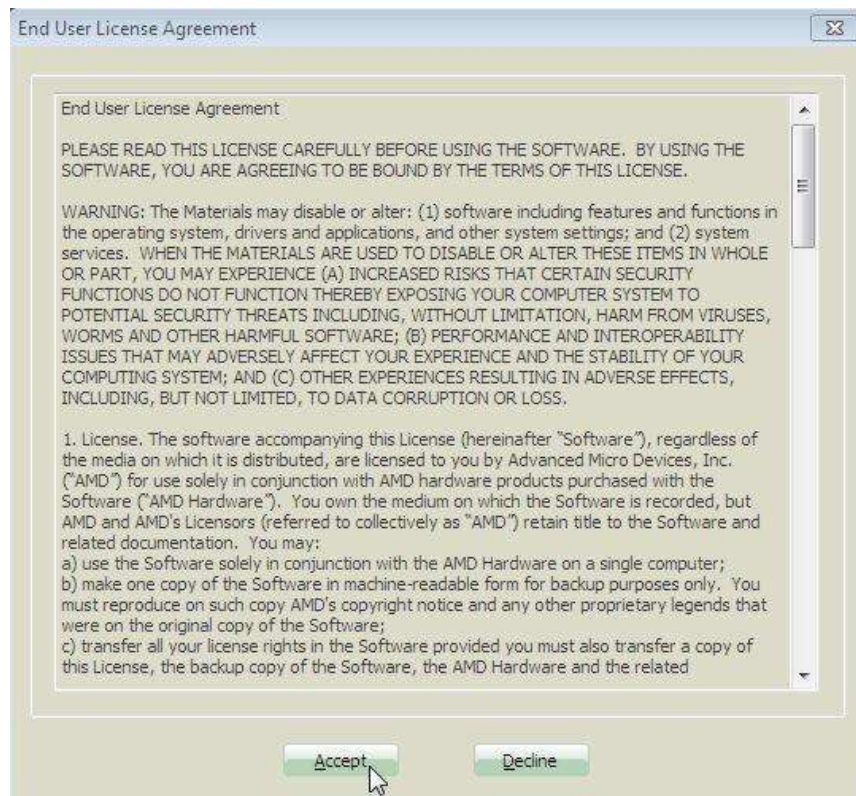 End User License Agreement
End User License Agreement
PLEASE READ THIS LICENSE CAREFULLY BEFORE USING THE SOFTWARE.  BY USING THE
SOFTWARE, YOU ARE AGREEING TO BE BOUND BY THE TERMS OF THIS LICENSE.
WARNING: The Materials may disable or alter: (1) software including features and functions in
the operating system, drivers and applications, and other system settings; and (2) system
services.  WHEN THE MATERIALS ARE USED TO DISABLE OR ALTER THESE ITEMS IN WHOLE
OR PART, YOU MAY EXPERIENCE (A) INCREASED RISKS THAT CERTAIN SECURITY
FUNCTIONS DO NOT FUNCTION THEREBY EXPOSING YOUR COMPUTER SYSTEM TO
POTENTIAL SECURITY THREATS INCLUDING, WITHOUT LIMITATION, HARM FROM VIRUSES,
WORMS AND OTHER HARMFUL SOFTWARE; (B) PERFORMANCE AND INTEROPERABILITY
ISSUES THAT MAY ADVERSELY AFFECT YOUR EXPERIENCE AND THE STABILITY OF YOUR
COMPUTING SYSTEM; AND (C) OTHER EXPERIENCES RESULTING IN ADVERSE EFFECTS,
INCLUDING, BUT NOT LIMITED, TO DATA CORRUPTION OR LOSS.
1. License. The software accompanying this License (hereinafter "Software"), regardless of
the media on which it is distributed, are licensed to you by Advanced Micro Devices, Inc.
("AMD") for use solely in conjunction with AMD hardware products purchased with the
Software ("AMD Hardware").  You own the medium on which the Software is recorded, but
AMD and AMD's Licensors (referred to collectively as "AMD") retain title to the Software and
related documentation.  You may:
a) use the Software solely in conjunction with the AMD Hardware on a single computer;
b) make one copy of the Software in machine-readable form for backup purposes only.  You
must reproduce on such copy AMD's copyright notice and any other proprietary legends that
were on the original copy of the Software;
c) transfer all your license rights in the Software provided you must also transfer a copy of
this License, the backup copy of the Software, the AMD Hardware and the related
Accept
Decline